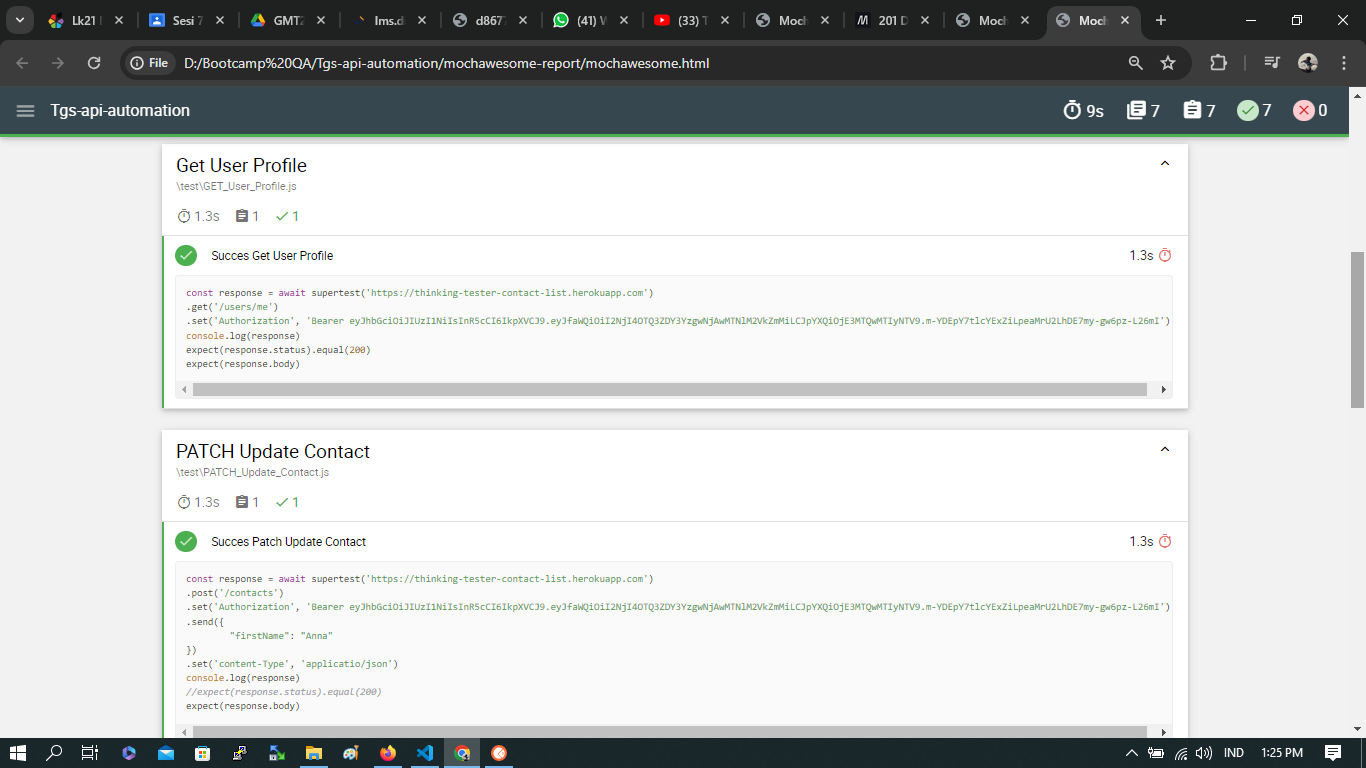 Lk21
Sesi 7
GMT2
lms.d
d867
(41) W
(33) T
Moch
201 D
Moch
Moch
File
D:/Bootcamp%20QA/Tgs-api-automation/mochawesome-report/mochawesome.html
Tgs-api-automation
9s
7
7
7
0
Get User Profile
\test\GET_User_Profile.js
1.3s
1
1
Succes Get User Profile
1.3s
const response = await supertest('https://thinking-tester-contact-list.herokuapp.com')
.get('/users/me')
.set('Authorization', 'Bearer eyJhbGciOiJIUzI1NiIsInR5cCI6IkpXVCJ9.eyJfaWQiOiI2NjI4OTQ3ZDY3YzgwNjAwMTNlM2VkZmMiLCJpYXQiOjE3MTQwMTIyNTV9.m-YDEpY7tlcYExZiLpeaMrU2LhDE7my-gw6pz-L26mI')
console.log(response)
expect(response.status).equal(200)
expect(response.body)
PATCH Update Contact
\test\PATCH_Update_Contact.js
1.3s
1
1
Succes Patch Update Contact
1.3s
const response = await supertest('https://thinking-tester-contact-list.herokuapp.com')
.post('/contacts')
.set('Authorization', 'Bearer eyJhbGciOiJIUzI1NiIsInR5cCI6IkpXVCJ9.eyJfaWQiOiI2NjI4OTQ3ZDY3YzgwNjAwMTNlM2VkZmMiLCJpYXQiOjE3MTQwMTIyNTV9.m-YDEpY7tlcYExZiLpeaMrU2LhDE7my-gw6pz-L26mI')
.send({
"firstName": "Anna"
})
.set('content-Type', 'applicatio/json')
console.log(response)
//expect(response.status).equal(200)
expect(response.body)
IND
1:25 PM